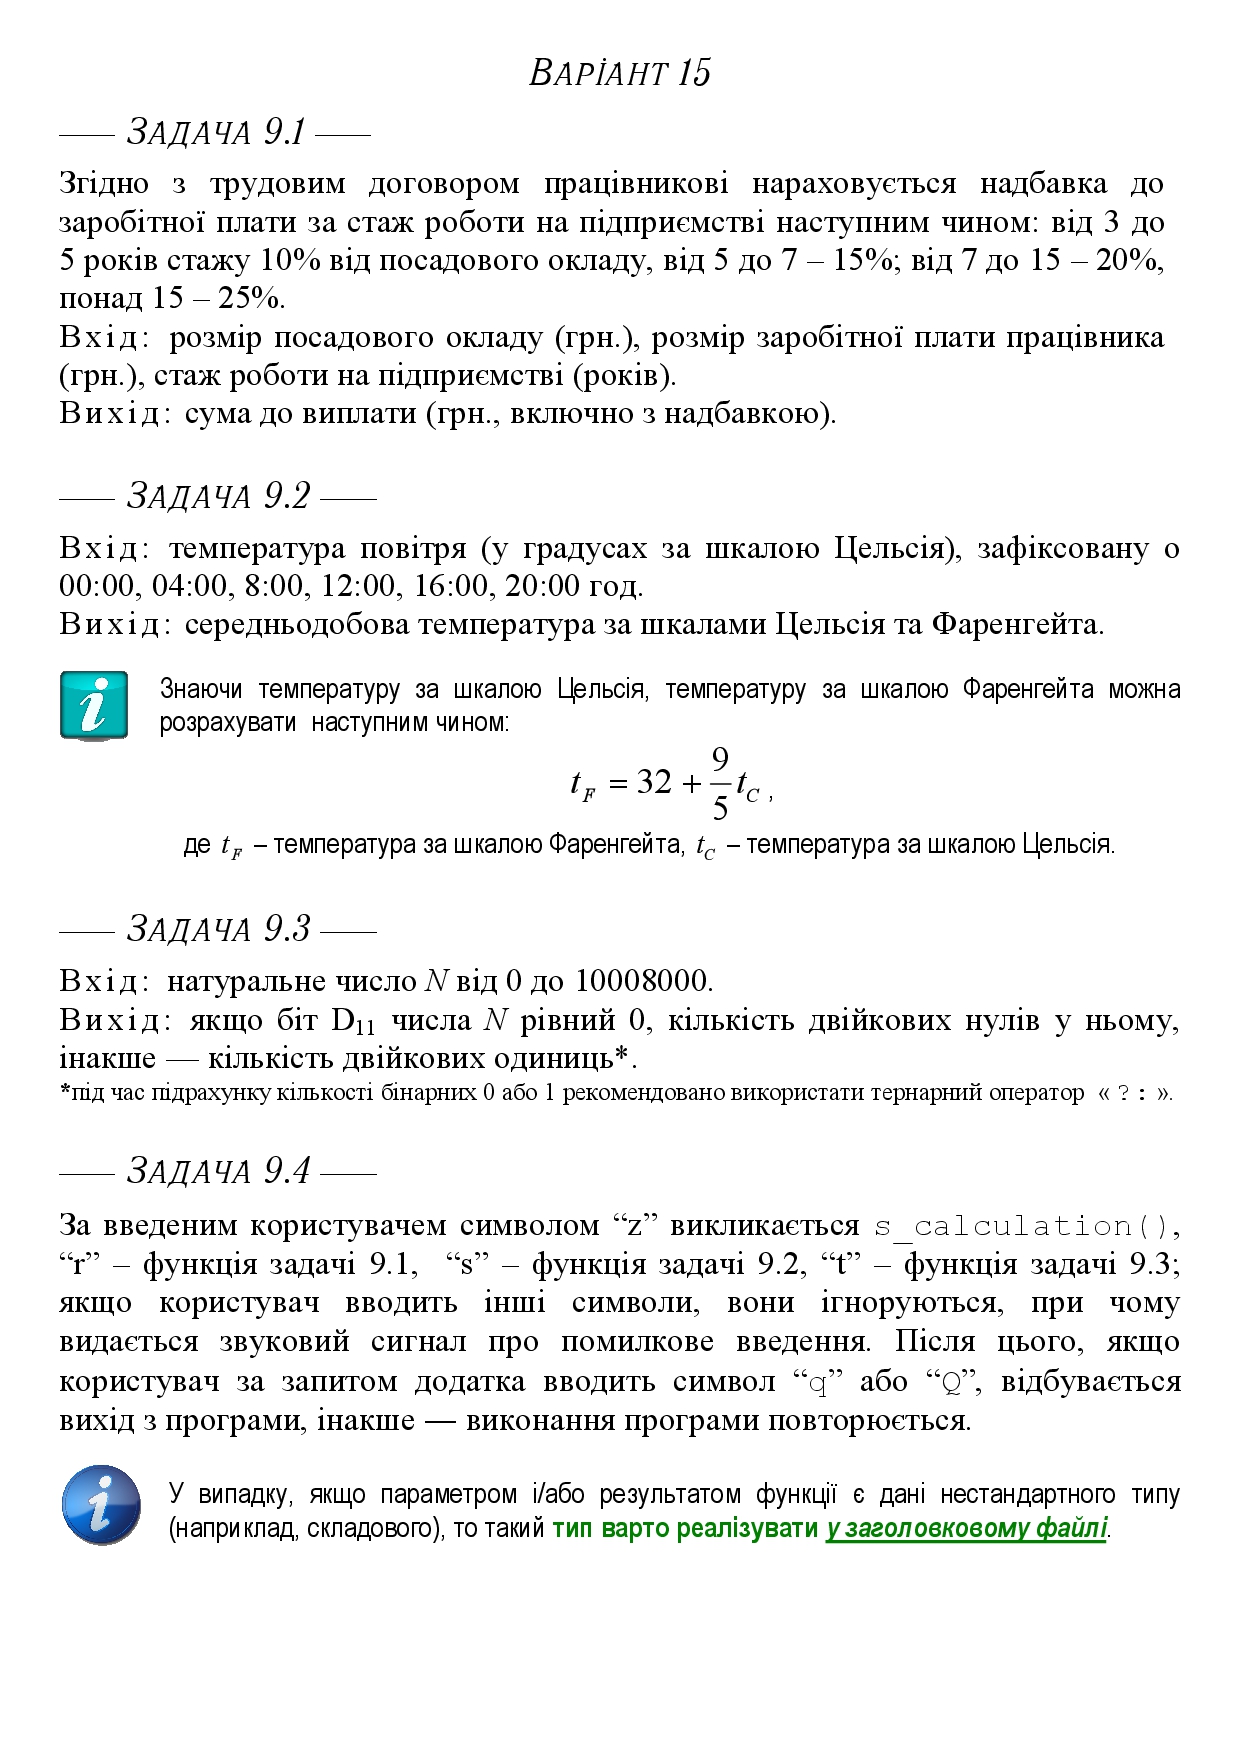 ВАРІАНТ 15
—— ЗАДАЧА 9.1 ——
Згідно з трудовим договором працівникові нараховується надбавка до
заробітної плати за стаж роботи на підприємстві наступним чином: від 3 до
5 років стажу 10% від посадового окладу, від 5 до 7 – 15%; від 7 до 15 – 20%,
понад 15 – 25%.
Вхід: розмір посадового окладу (грн.), розмір заробітної плати працівника
(грн.), стаж роботи на підприємстві (років).
Вихід: сума до виплати (грн., включно з надбавкою).
—— ЗАДАЧА 9.2 ——
Вхід: температура повітря (у градусах за шкалою Цельсія), зафіксовану о
00:00, 04:00, 8:00, 12:00, 16:00, 20:00 год.
Вихід: середньодобова температура за шкалами Цельсія та Фаренгейта.
i Знаючи температуру за шкалою Цельсія, температуру за шкалою Фаренгейта можна
розрахувати наступним чином:
t_F = 32 + 9/5 t_C ,
де t_F – температура за шкалою Фаренгейта, t_C – температура за шкалою Цельсія.
—— ЗАДАЧА 9.3 ——
Вхід: натуральне число N від 0 до 10008000.
Вихід: якщо біт D₁₁ числа N рівний 0, кількість двійкових нулів у ньому,
інакше — кількість двійкових одиниць*.
*під час підрахунку кількості бінарних 0 або 1 рекомендовано використати тернарний оператор « ? : ».
—— ЗАДАЧА 9.4 ——
За введеним користувачем символом “z” викликається s_calculation(),
“r” – функція задачі 9.1, “s” – функція задачі 9.2, “t” – функція задачі 9.3;
якщо користувач вводить інші символи, вони ігноруються, при чому
видається звуковий сигнал про помилкове введення. Після цього, якщо
користувач за запитом додатка вводить символ “q” або “Q”, відбувається
вихід з програми, інакше — виконання програми повторюється.
i У випадку, якщо параметром і/або результатом функції є дані нестандартного типу
(наприклад, складового), то такий тип варто реалізувати у заголовковому файлі.